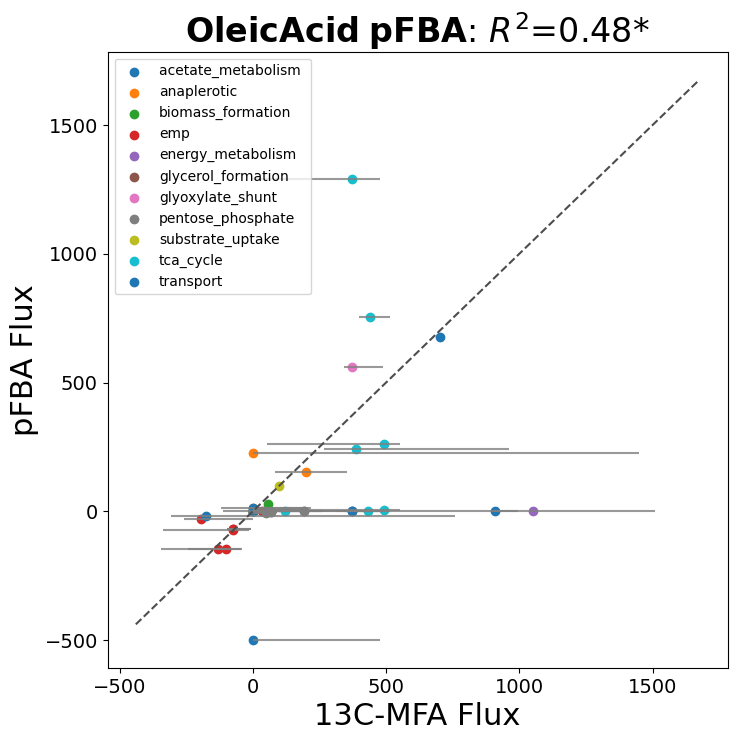 OleicAcid pFBA: R²=0.48*
acetate_metabolism
anaplerotic
biomass_formation
emp
energy_metabolism
glycerol_formation
glyoxylate_shunt
pentose_phosphate
substrate_uptake
tca_cycle
transport
pFBA Flux
1500
1000
500
0
−500
−500
0
500
1000
1500
13C-MFA Flux